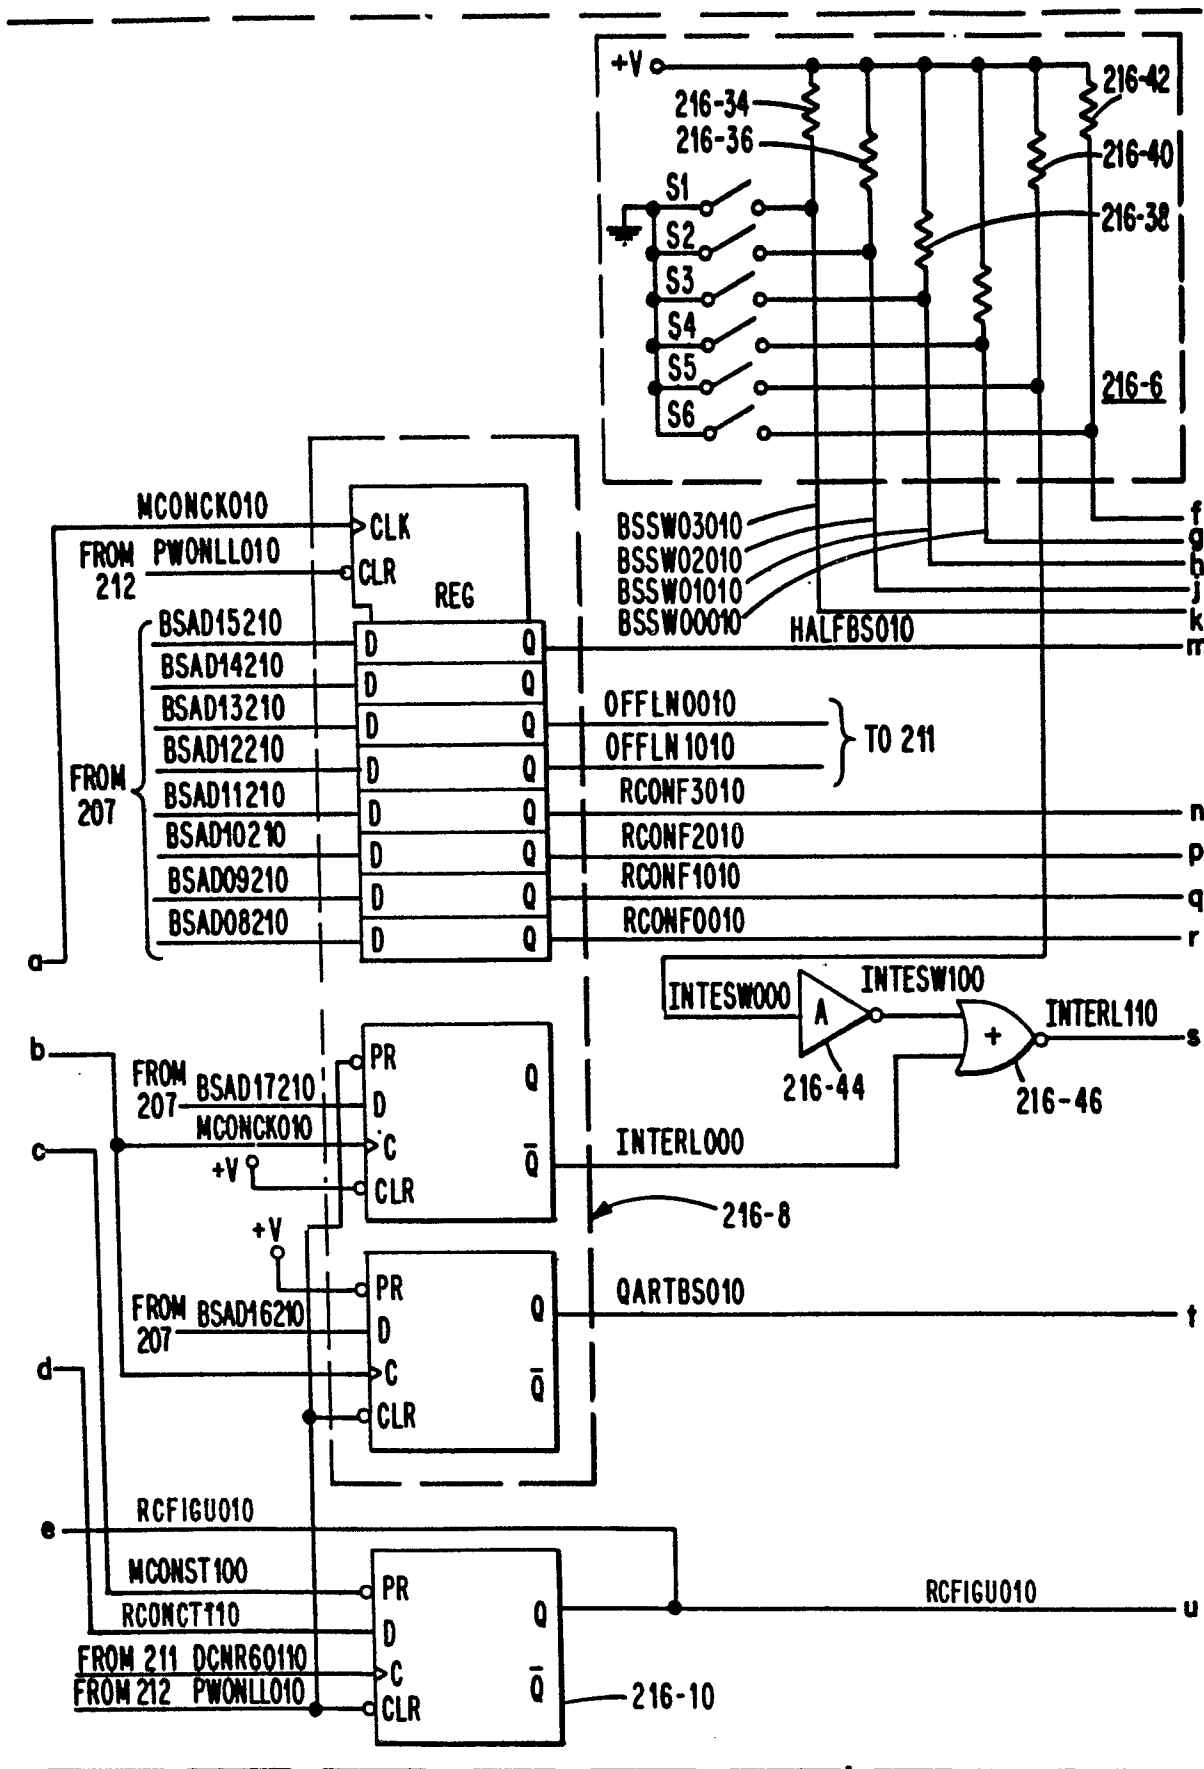 +V
216-42
216-34
216-36
216-40
216-38
S1
S2
S3
S4
S5
S6
216-6
MCONCK010
CLK
FROM 212 PWONLL010
CLR
REG
BSSW03010
BSSW02010
BSSW01010
BSSW00010
f
g
h
j
k
HALFBS010
m
BSAD15210 D Q
BSAD14210 D Q
BSAD13210 D Q OFFLN0010
BSAD12210 D Q OFFLN1010
TO 211
FROM 207
BSAD11210 D Q RCONF3010 n
BSAD10210 D Q RCONF2010 p
BSAD09210 D Q RCONF1010 q
BSAD08210 D Q RCONF0010 r
a
INTESW000
A
INTESW100
+
INTERL110
s
216-44
216-46
b
PR
Q
FROM 207 BSAD17210
D
MCONCK010
C
Q
INTERL000
c
+V
CLR
216-8
+V
PR
QARTBS010
t
FROM 207 BSAD16210
D
Q
d
C
Q
CLR
e
RCFIGU010
MCONST100
PR
Q
RCFIGU010
u
RCONCT110
D
FROM 211 DCNR60110
C
Q
FROM 212 PWONLL010
CLR
216-10